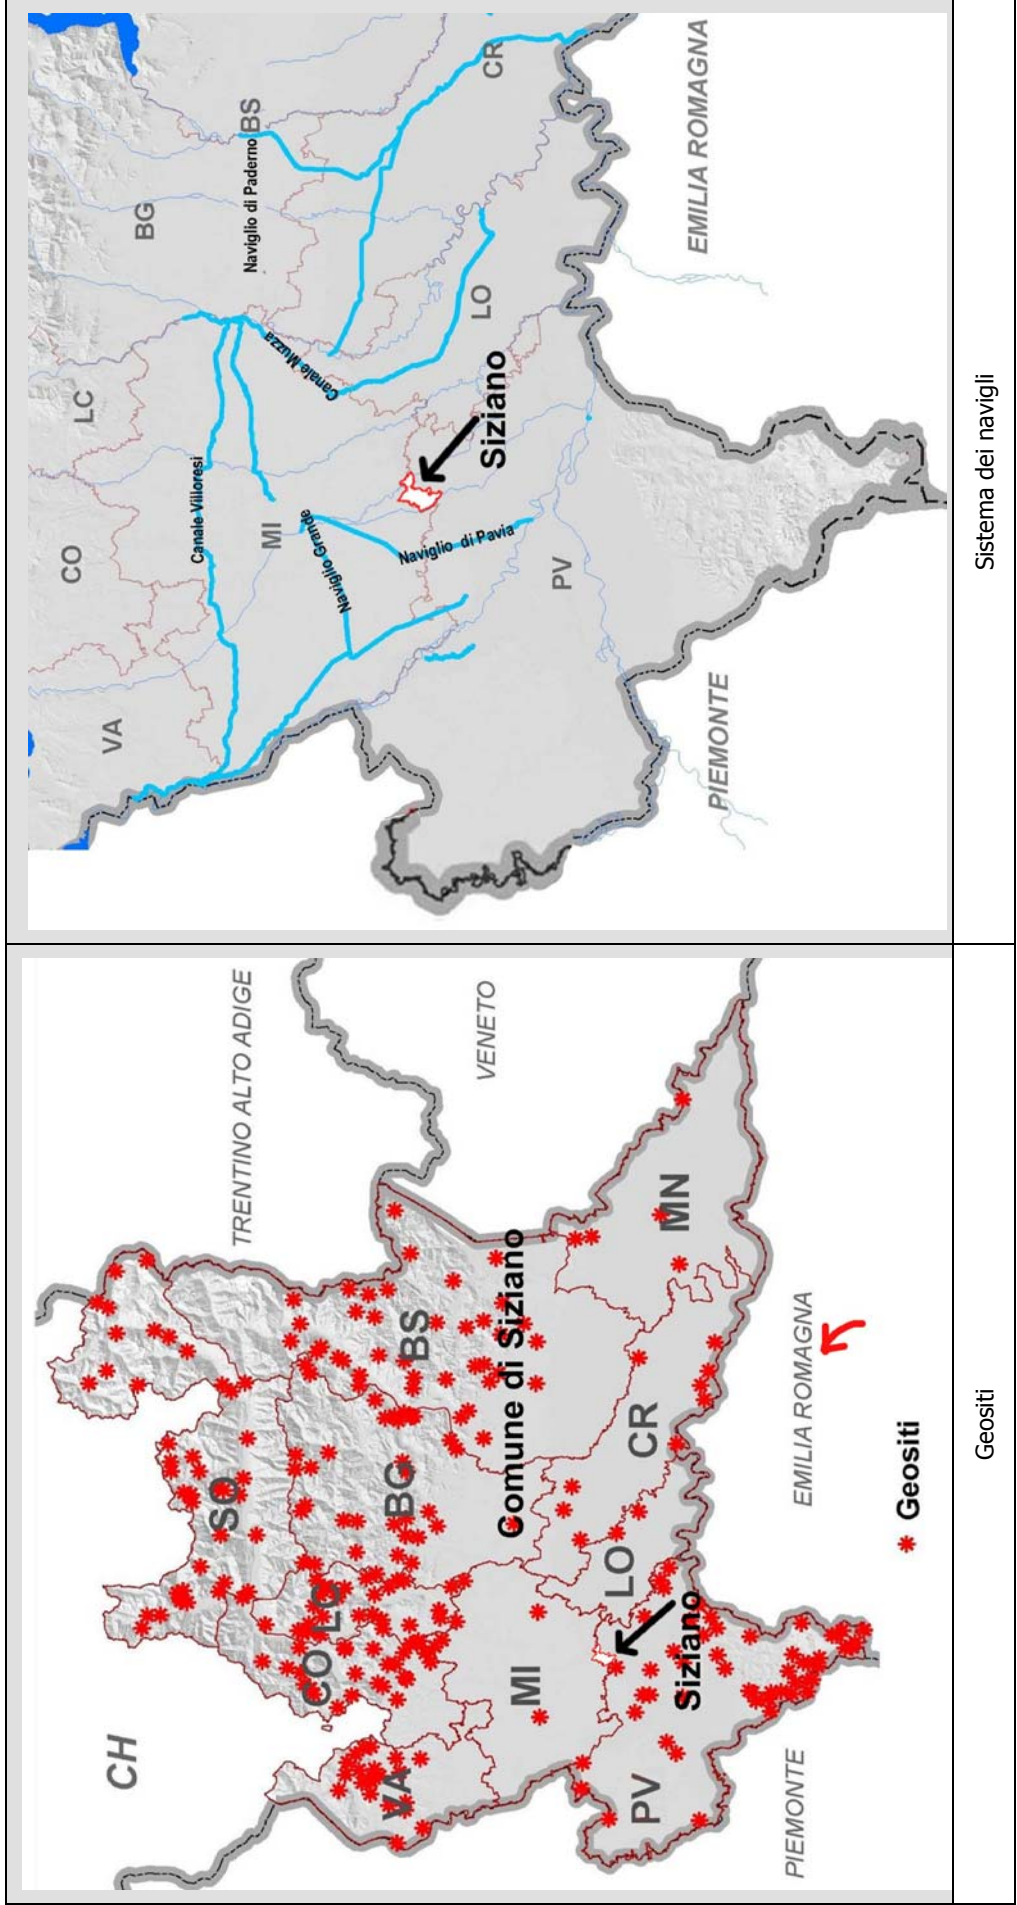 CH
TRENTINO ALTO ADIGE
VENETO
SO
CO
LC
BG
BS
VA
Comune di Siziano
MI
LO
CR
MN
PV
Siziano
PIEMONTE
EMILIA ROMAGNA
Geositi
Geositi
VA
CO
LC
BG
BS
Canale Villoresi
Naviglio di Paderno
MI
Canale Muzza
Naviglio Grande
Naviglio di Pavia
Siziano
LO
CR
PV
PIEMONTE
EMILIA ROMAGNA
Sistema dei navigli